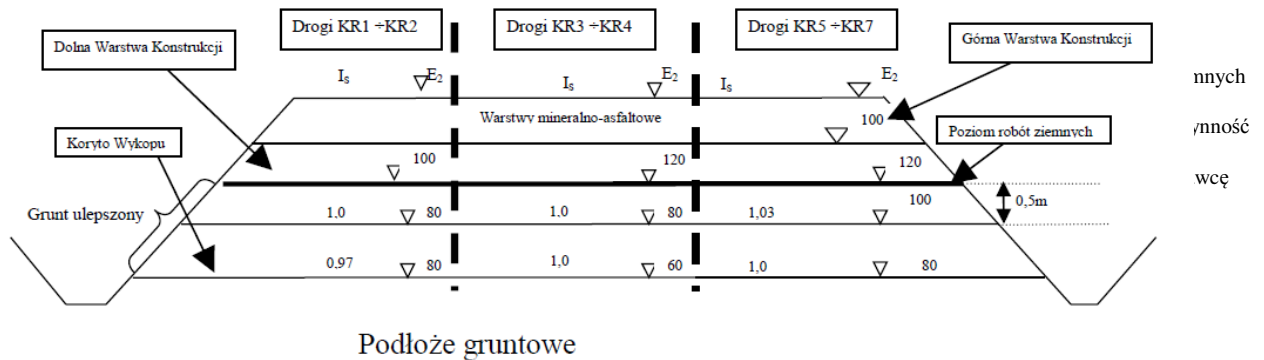 Drogi KR1 ÷KR2
Drogi KR3 ÷KR4
Drogi KR5 ÷KR7
Dolna Warstwa Konstrukcji
Górna Warstwa Konstrukcji
Is E2 Is E2 Is E2
mnych
Warstwy mineralno-asfaltowe
100
Poziom robót ziemnych
ynność
Koryto Wykopu
100 120 120
wcę
Grunt ulepszony
1,0 80 1,0 80 1,03 100
0,5m
0,97 80 1,0 60 1,0 80
Podłoże gruntowe